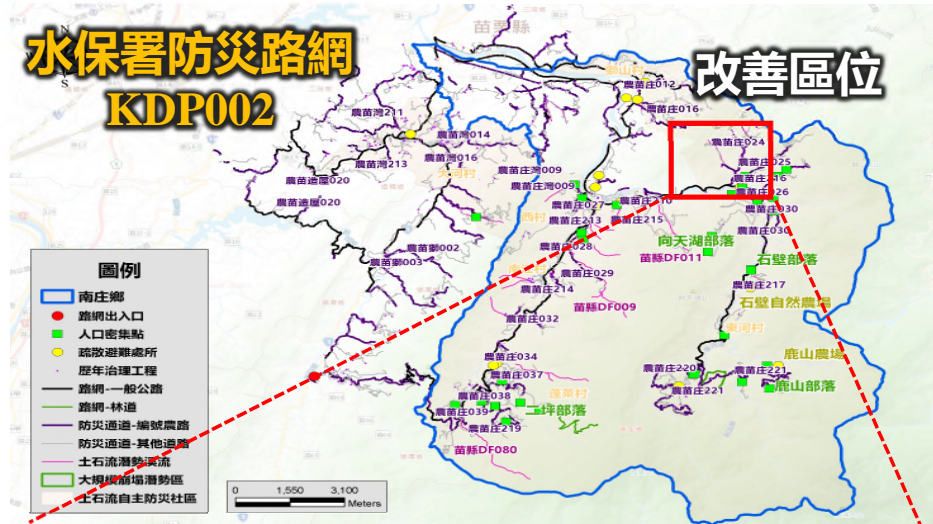 水保署防災路網
KDP002
改善區位
苗栗縣
獅山村
農苗庄012
農苗庄016
農苗灣211
農苗灣014
農苗庄024
農苗灣213
農苗灣016
農苗庄025
大河村
農苗庄灣009
農苗造屋020
農苗灣009
農苗庄026
農苗造屋020
農苗庄027
農苗庄210
農苗庄030
西村
農苗庄213
農苗庄215
農苗庄030
農苗獅002
農苗庄028
向天湖部落
苗縣DF011
石壁部落
農苗獅003
農苗庄029
農苗庄217
農苗庄214
石壁自然農場
苗縣DF009
農苗庄032
東河村
農苗庄034
鹿山農場
農苗庄037
農苗庄220
農苗庄221
農苗庄221
鹿山部落
蓬萊村
農苗庄038
農苗庄039
二坪部落
農苗庄219
苗縣DF080
圖例
南庄鄉
路網出入口
人口密集點
疏散避難處所
歷年治理工程
路網-一般公路
路網-林道
防災通道-編號農路
防災通道-其他道路
土石流潛勢溪流
大規模崩塌潛勢區
土石流自主防災社區
0 1,550 3,100
Meters